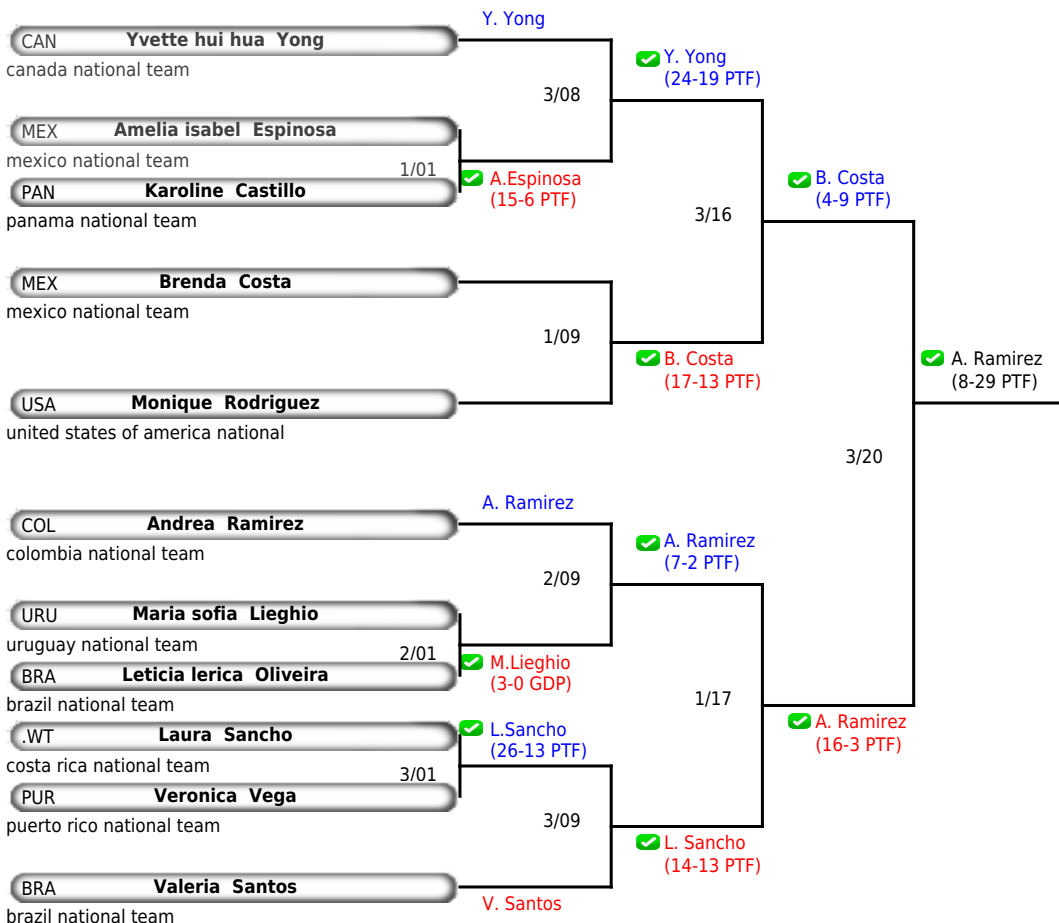 Y. Yong
CAN Yvette hui hua Yong
canada national team
Y. Yong
(24-19 PTF)
3/08
MEX Amelia isabel Espinosa
mexico national team
1/01
A.Espinosa
(15-6 PTF)
PAN Karoline Castillo
panama national team
B. Costa
(4-9 PTF)
3/16
MEX Brenda Costa
mexico national team
1/09
B. Costa
(17-13 PTF)
A. Ramirez
(8-29 PTF)
USA Monique Rodriguez
united states of america national
3/20
A. Ramirez
COL Andrea Ramirez
colombia national team
A. Ramirez
(7-2 PTF)
2/09
URU Maria sofia Lieghio
uruguay national team
2/01
M.Lieghio
(3-0 GDP)
BRA Leticia lerica Oliveira
brazil national team
1/17
A. Ramirez
(16-3 PTF)
.WT Laura Sancho
costa rica national team
L.Sancho
(26-13 PTF)
3/01
PUR Veronica Vega
puerto rico national team
3/09
L. Sancho
(14-13 PTF)
BRA Valeria Santos
brazil national team
V. Santos